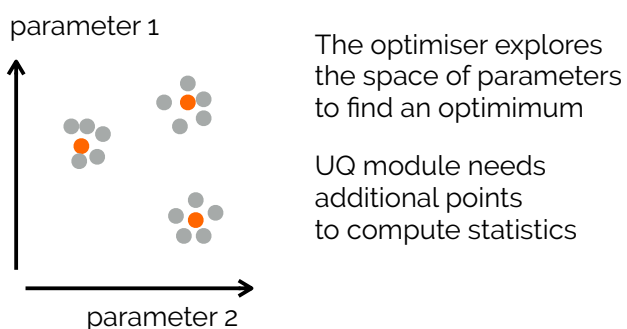 parameter 1
The optimiser explores
the space of parameters
to find an optimimum
UQ module needs
additional points
to compute statistics
parameter 2